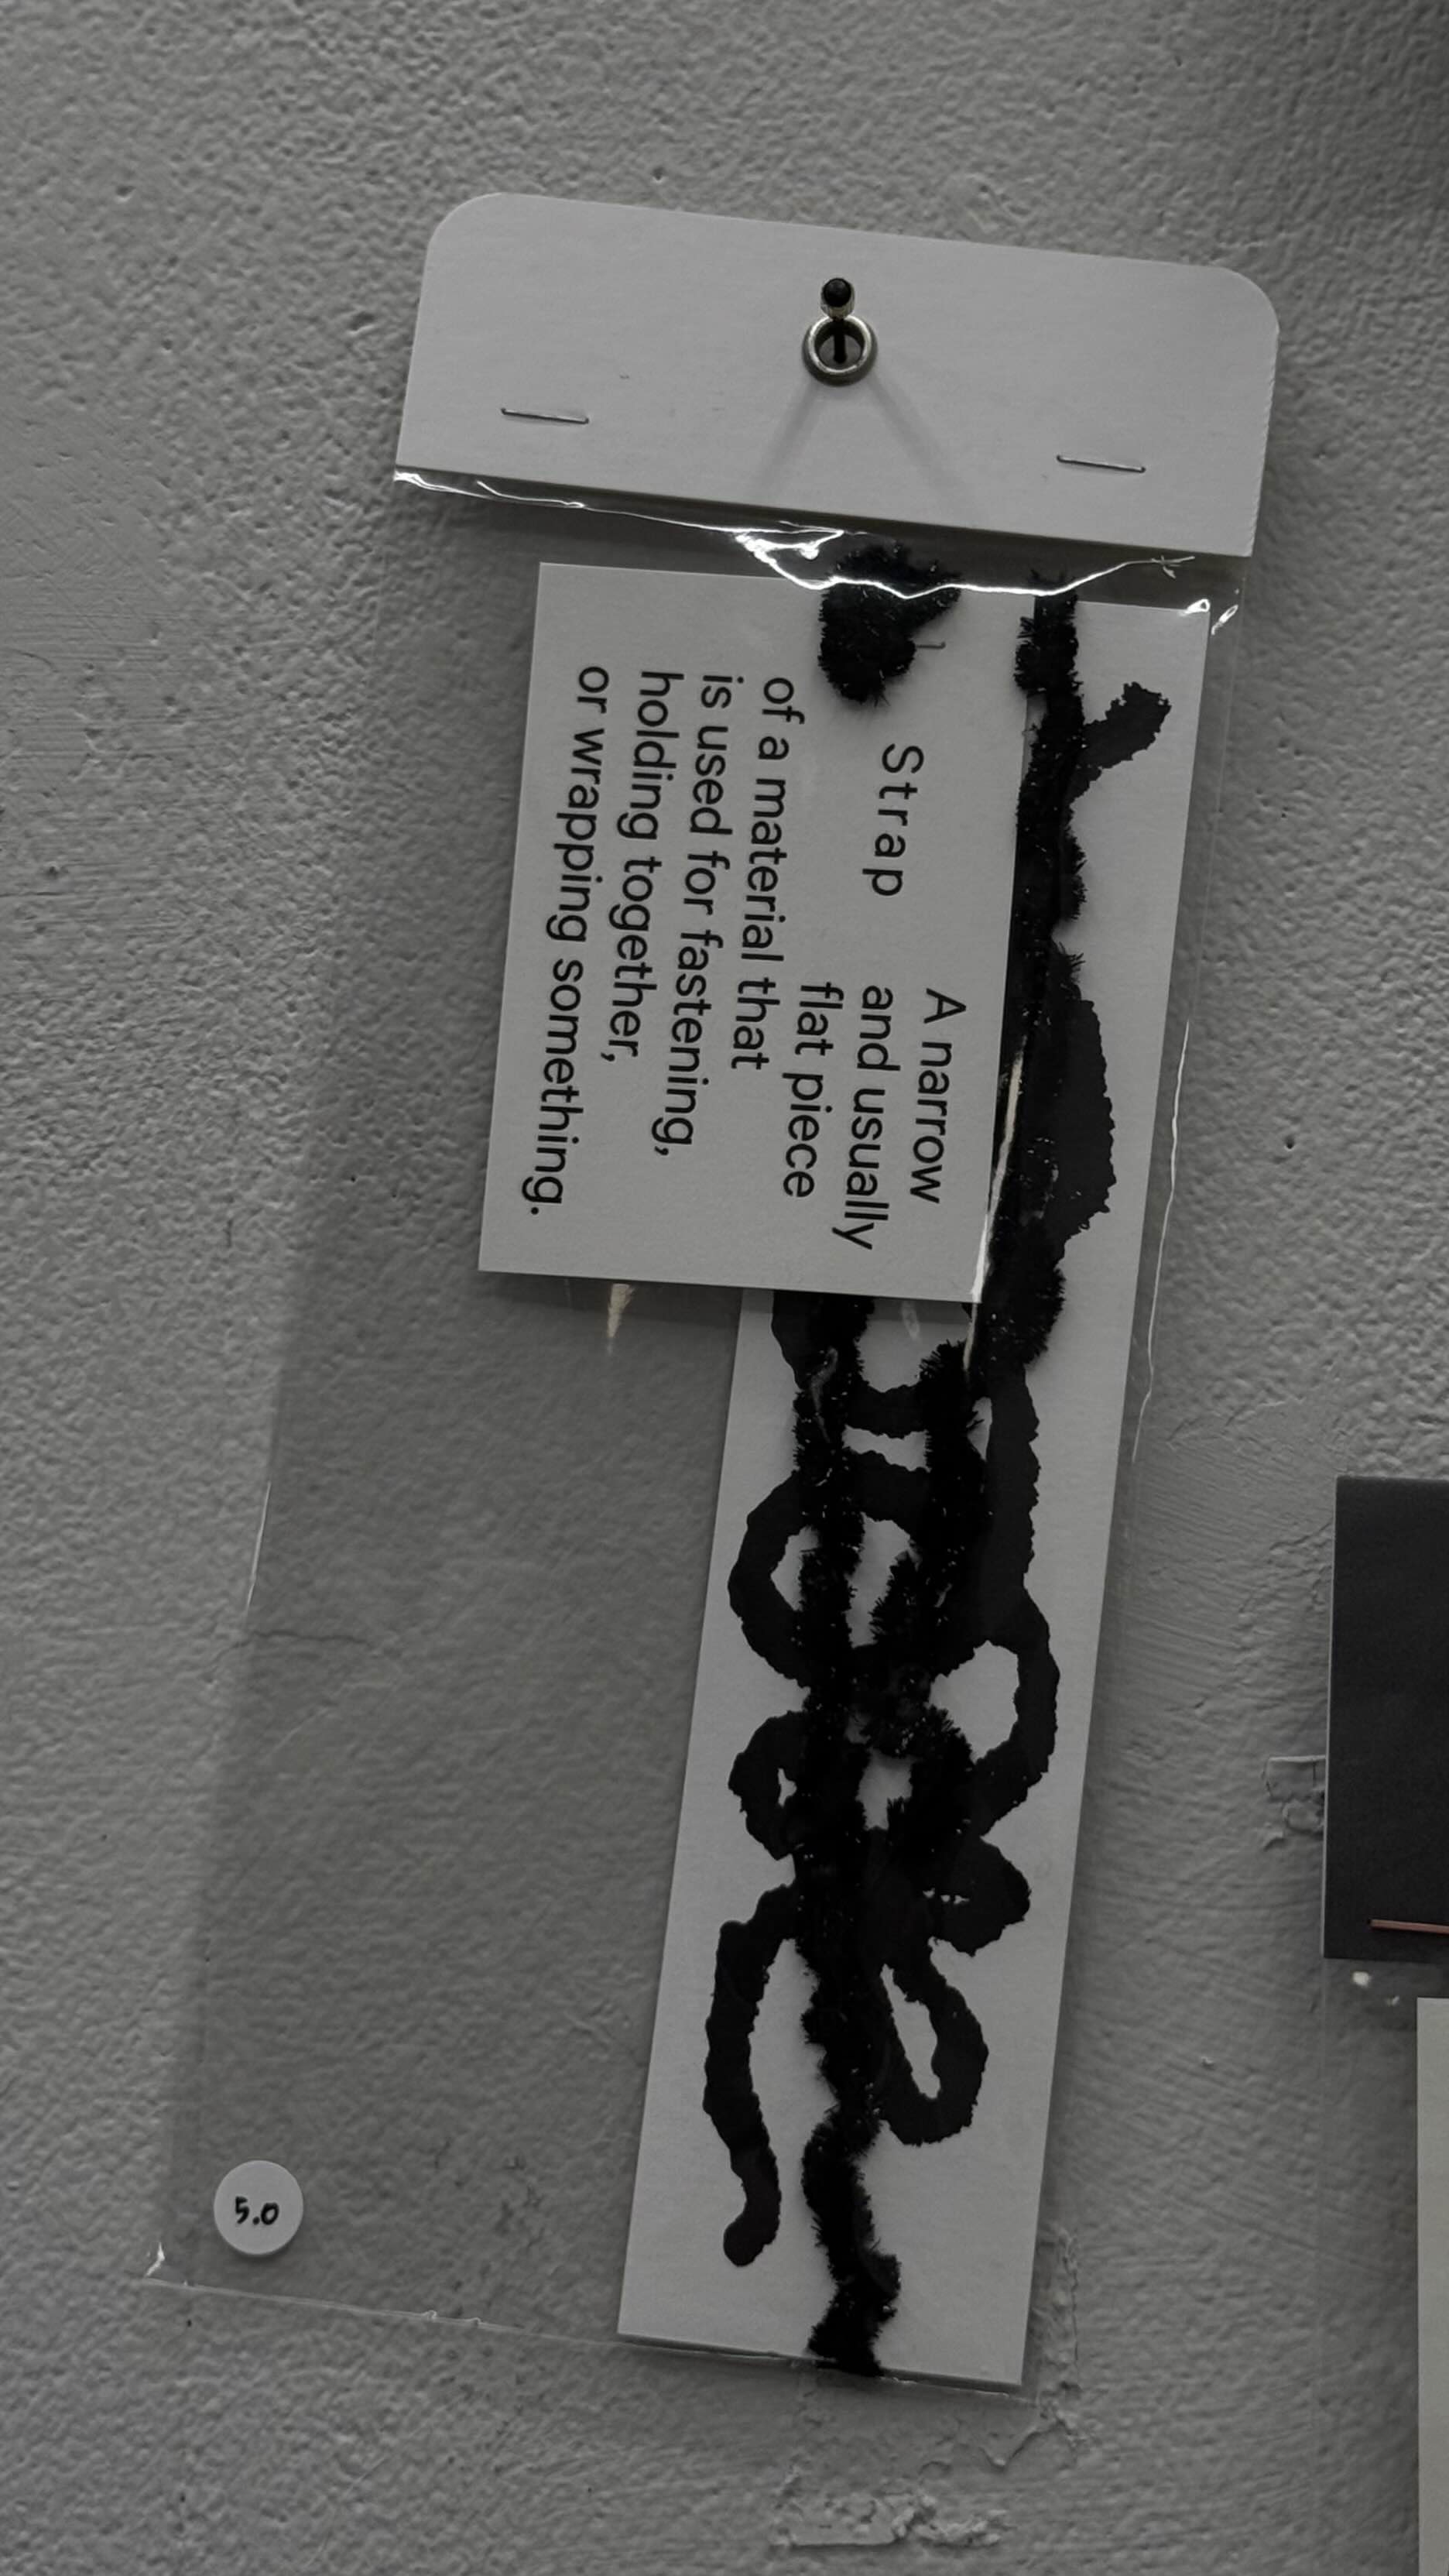 Strap
A narrow
and usually
flat piece
of a material that
is used for fastening,
holding together,
or wrapping something.
5.0